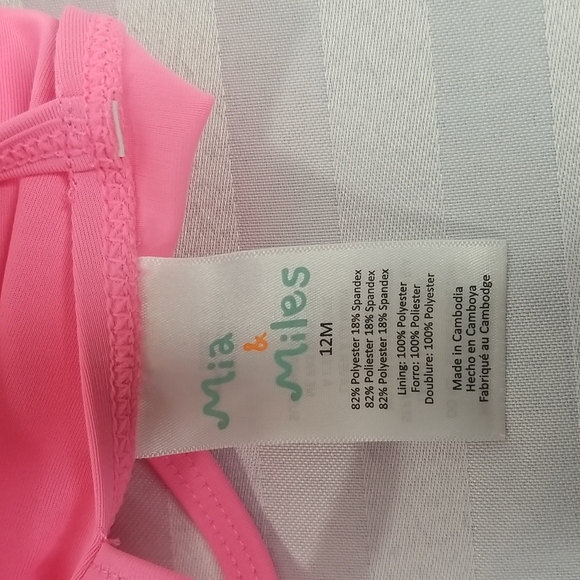 Mia
&
Miles
12M
82% Polyester 18% Spandex
82% Poliester 18% Spandex
82% Polyester 18% Spandex
Lining: 100% Polyester
Forro: 100% Poliester
Doublure: 100% Polyester
Made in Cambodia
Hecho en Camboya
Fabriqué au Cambodge